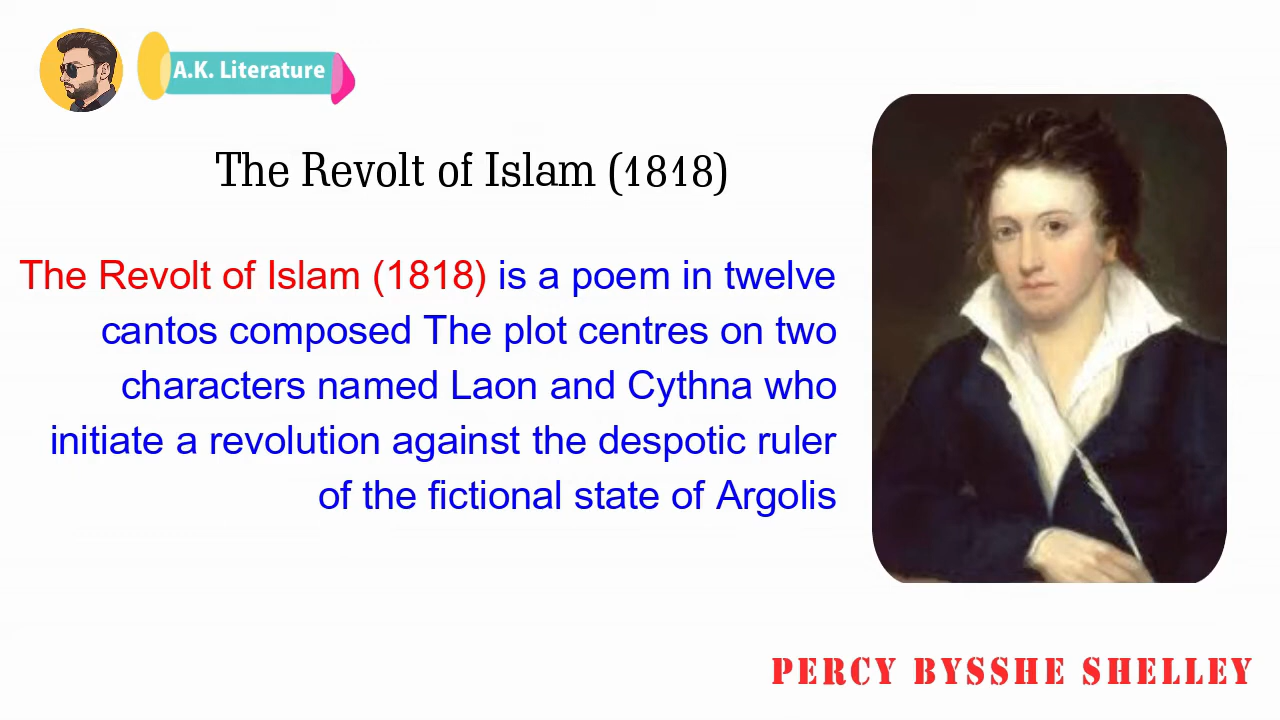 A.K. Literature
The Revolt of Islam (1818)
The Revolt of Islam (1818) is a poem in twelve
cantos composed The plot centres on two
characters named Laon and Cythna who
initiate a revolution against the despotic ruler
of the fictional state of Argolis
PERCY BYSSHE SHELLEY